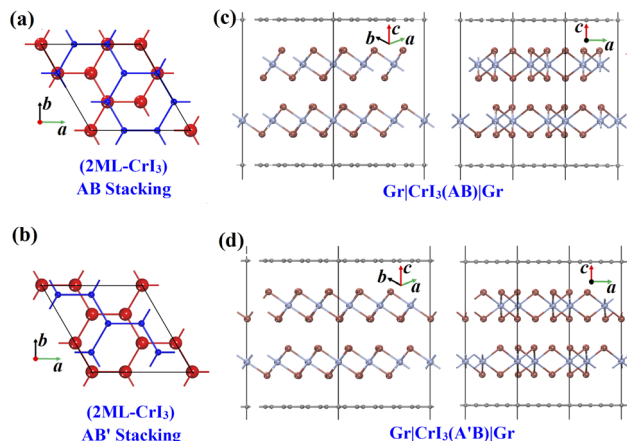 (a)
b
a
(2ML-CrI₃)
AB Stacking
(c)
c
b
a
c
a
Gr|CrI₃(AB)|Gr
(b)
b
a
(2ML-CrI₃)
AB' Stacking
(d)
c
b
a
c
a
Gr|CrI₃(A'B)|Gr